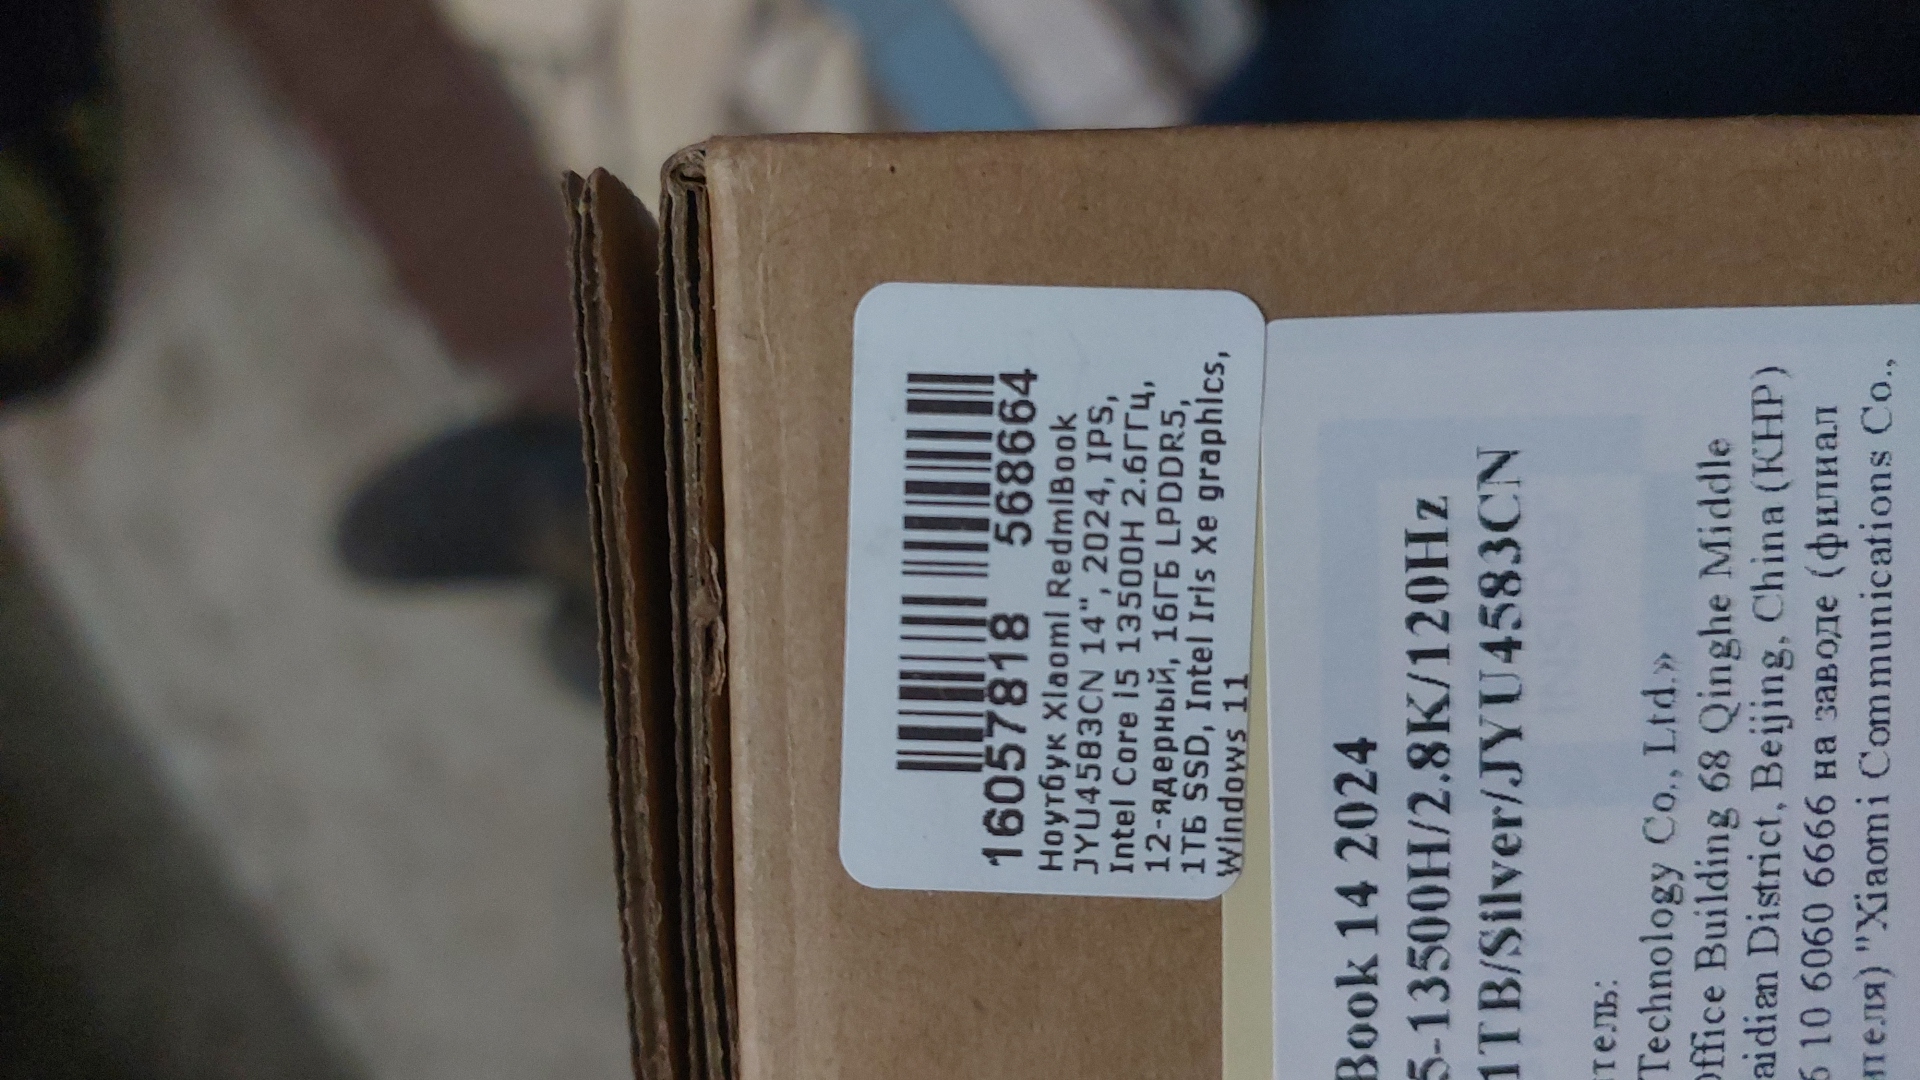 16057818 568664
Ноутбук Xiaomi RedmiBook
JYU4583CN 14", 2024, IPS,
Intel Core i5 13500H 2.6ГГц,
12-ядерный, 16ГБ LPDDR5,
1ТБ SSD, Intel Iris Xe graphics,
Windows 11
Book 14 2024
5-13500H/2.8K/120Hz
1TB/Silver/JYU4583CN
тель:
Technology Co., Ltd.»
Office Building 68 Qinghe Middle
aidian District, Beijing, China (КНР)
6 10 6060 6666 на заводе (филиал
ителя) "Xiaomi Communications Co.,